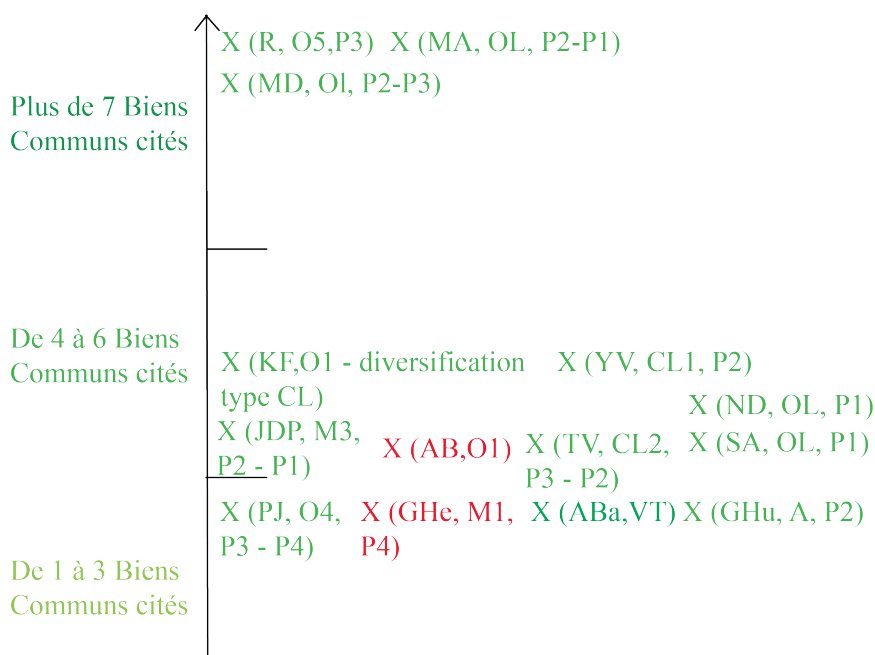 X (R, O5,P3) X (MA, OL, P2-P1)
X (MD, Ol, P2-P3)
Plus de 7 Biens
Communs cités
De 4 à 6 Biens
Communs cités
X (KF,O1 - diversification
type CL)
X (YV, CL1, P2)
X (ND, OL, P1)
X (JDP, M3,
P2 - P1)
X (AB,O1)
X (TV, CL2,
P3 - P2)
X (SA, OL, P1)
X (PJ, O4,
P3 - P4)
X (GHe, M1,
P4)
X (ABa,VT)
X (GHu, A, P2)
De 1 à 3 Biens
Communs cités